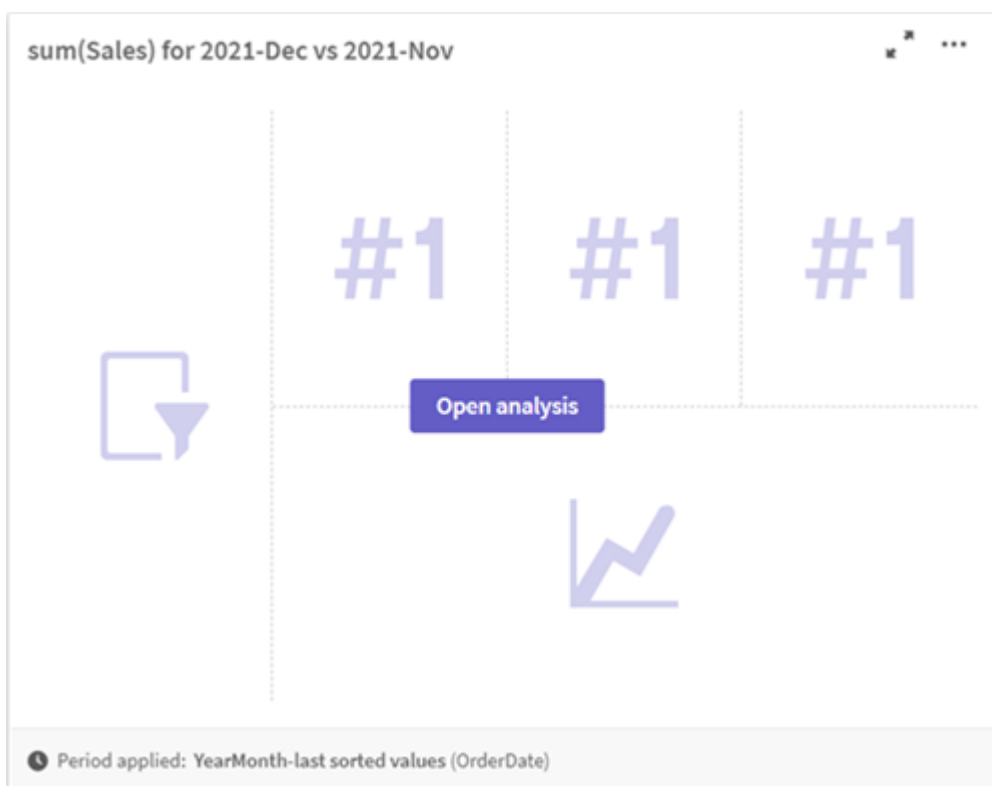 sum(Sales) for 2021-Dec vs 2021-Nov
#1 #1 #1
Open analysis
Period applied: YearMonth-last sorted values (OrderDate)